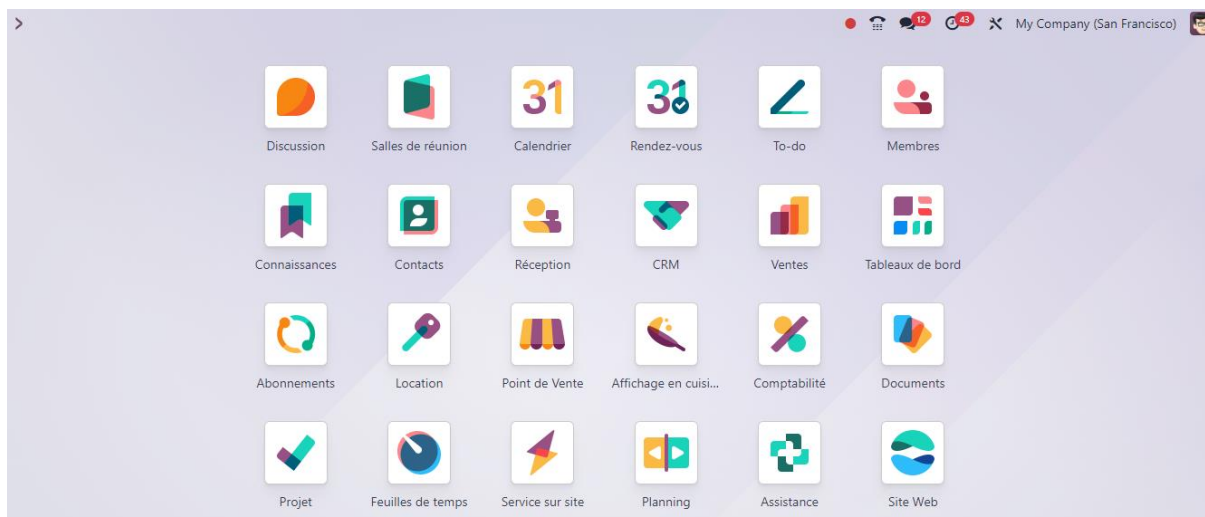 12 43 My Company (San Francisco)
31 31
Discussion Salles de réunion Calendrier Rendez-vous To-do Membres
Connaissances Contacts Réception CRM Ventes Tableaux de bord
Abonnements Location Point de Vente Affichage en cuisi... Comptabilité Documents
Projet Feuilles de temps Service sur site Planning Assistance Site Web